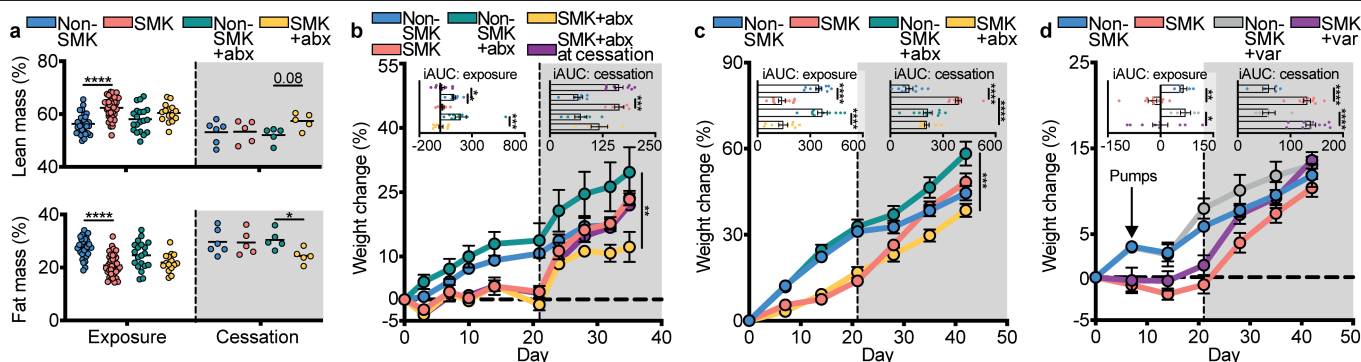 a
Non-SMK
SMK
Non-SMK +abx
SMK +abx
Lean mass (%)
80
60
40
****
0.08
Fat mass (%)
40
20
0
****
*
Exposure
Cessation
b
Non-SMK
Non-SMK +abx
SMK+abx
SMK
SMK+abx at cessation
Weight change (%)
55
40
25
10
0
-5
iAUC: exposure
-200 0 400 800
*
***
iAUC: cessation
0 125 250
***
**
0 10 20 30 40
Day
c
Non-SMK
SMK
Non-SMK +abx
SMK +abx
Weight change (%)
90
60
30
0
iAUC: exposure
0 300 600
****
****
iAUC: cessation
0 300 600
****
****
***
0 10 20 30 40 50
Day
d
Non-SMK
SMK
Non-SMK +var
SMK +var
Weight change (%)
25
15
5
0
-5
iAUC: exposure
-150 0 150
**
*
iAUC: cessation
0 100 200
****
****
Pumps
0 10 20 30 40 50
Day